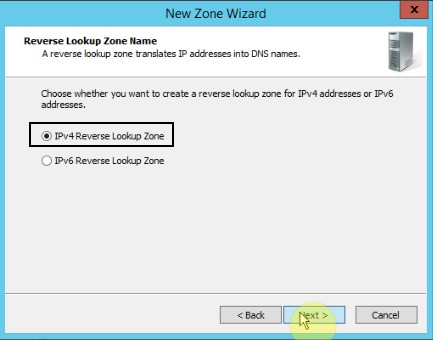 New Zone Wizard
x
Reverse Lookup Zone Name
A reverse lookup zone translates IP addresses into DNS names.
Choose whether you want to create a reverse lookup zone for IPv4 addresses or IPv6
addresses.
IPv4 Reverse Lookup Zone
IPv6 Reverse Lookup Zone
< Back Next > Cancel